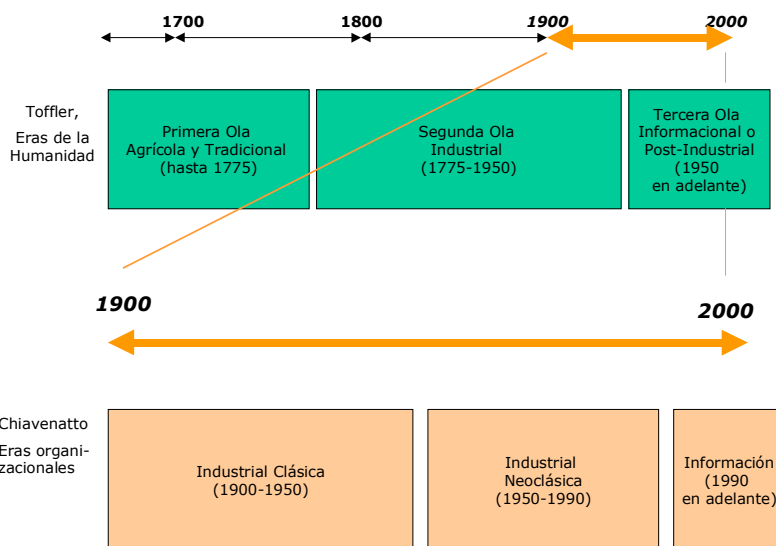 1700 1800 1900 2000
Toffler,
Eras de la
Humanidad
Primera Ola
Agrícola y Tradicional
(hasta 1775)
Segunda Ola
Industrial
(1775-1950)
Tercera Ola
Informacional o
Post-Industrial
(1950
en adelante)
1900 2000
Chiavenatto
Eras organi-
zacionales
Industrial Clásica
(1900-1950)
Industrial
Neoclásica
(1950-1990)
Información
(1990
en adelante)